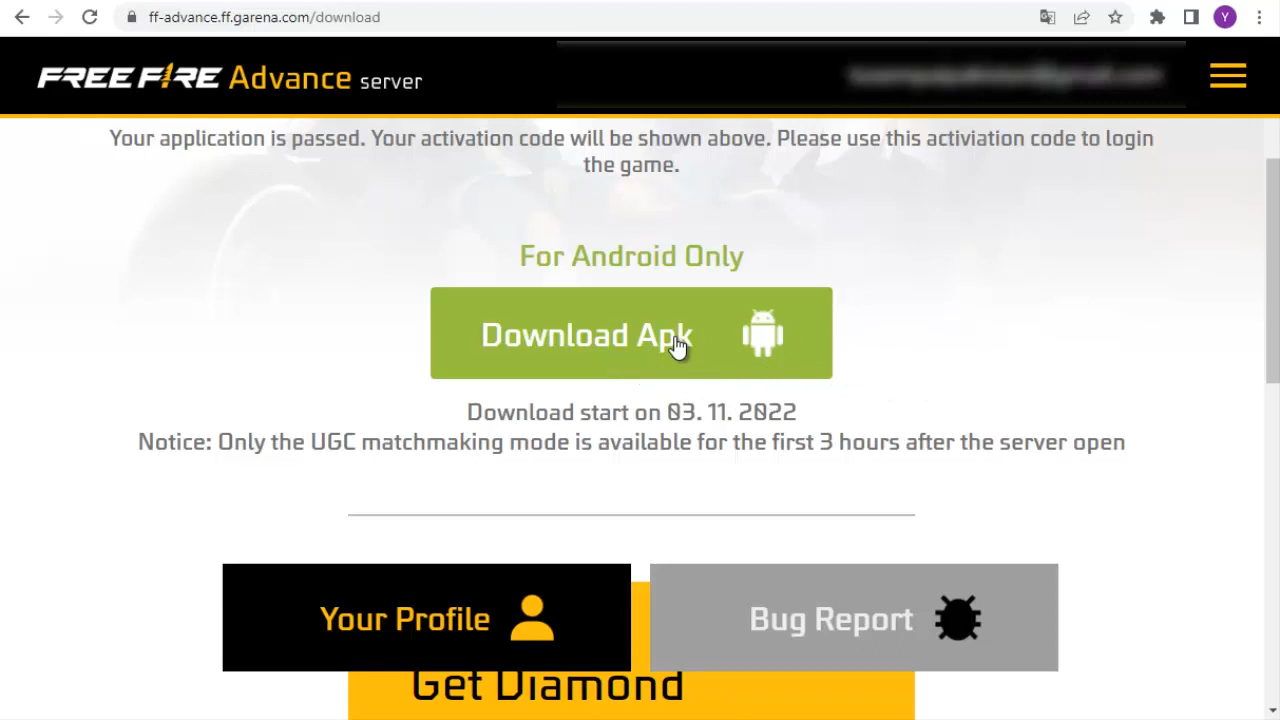 ff-advance.ff.garena.com/download
Y
FREE FIRE Advance server
Your application is passed. Your activation code will be shown above. Please use this activiation code to login
the game.
For Android Only
Download Apk
Download start on 03. 11. 2022
Notice: Only the UGC matchmaking mode is available for the first 3 hours after the server open
Your Profile
Bug Report
Get Diamond